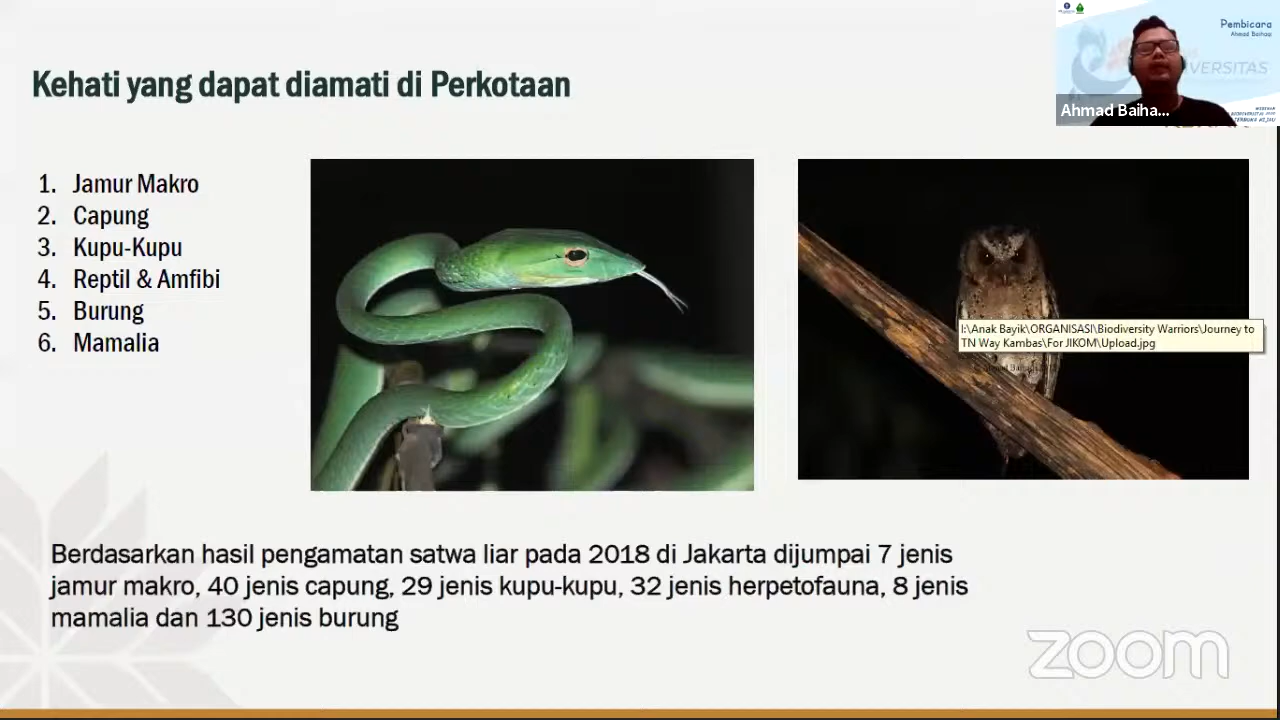 Kehati yang dapat diamati di Perkotaan
Pembicara
Ahmad Baihaqi
VERSITAS
Ahmad Baiha...
1. Jamur Makro
2. Capung
3. Kupu-Kupu
4. Reptil & Amfibi
5. Burung
6. Mamalia
I:\Anak Bayik\ORGANISASI\Biodiversity Warriors\Journey to
TN Way Kambas\For JIKOM\Upload.jpg
Berdasarkan hasil pengamatan satwa liar pada 2018 di Jakarta dijumpai 7 jenis
jamur makro, 40 jenis capung, 29 jenis kupu-kupu, 32 jenis herpetofauna, 8 jenis
mamalia dan 130 jenis burung
zoom